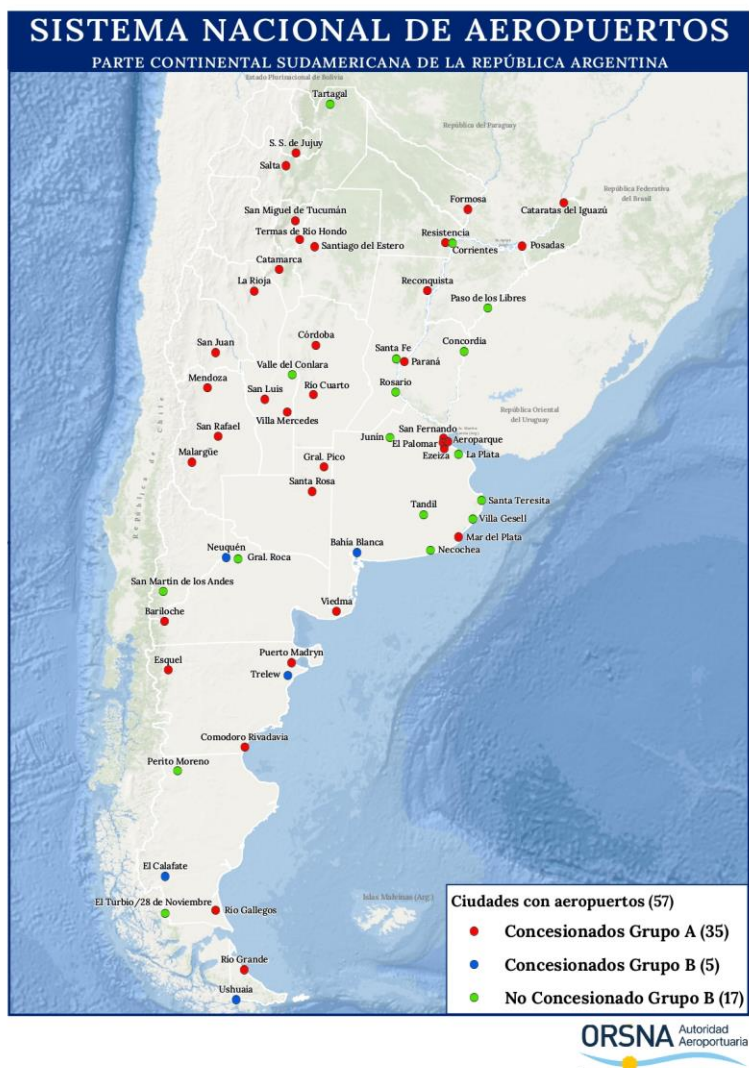 SISTEMA NACIONAL DE AEROPUERTOS
PARTE CONTINENTAL SUDAMERICANA DE LA REPÚBLICA ARGENTINA
Estado Plurinacional de Bolivia
Tartagal
República del Paraguay
S. S. de Jujuy
Salta
República Federativa
del Brasil
Formosa
Cataratas del Iguazú
San Miguel de Tucumán
Termas de Río Hondo
Santiago del Estero
Resistencia
Corrientes
Posadas
Catamarca
La Rioja
Reconquista
Paso de los Libres
San Juan
Córdoba
Santa Fe
Paraná
Concordia
Valle del Conlara
Mendoza
San Luis
Río Cuarto
Rosario
Villa Mercedes
República Oriental
del Uruguay
San Rafael
Junín
San Fernando
Aeroparque
El Palomar
Ezeiza
La Plata
Malargüe
Gral. Pico
Santa Rosa
República de Chile
Tandil
Santa Teresita
Villa Gesell
Mar del Plata
Necochea
Neuquén
Gral. Roca
Bahía Blanca
San Martín de los Andes
Bariloche
Viedma
Esquel
Puerto Madryn
Trelew
Comodoro Rivadavia
Perito Moreno
El Calafate
El Turbio/28 de Noviembre
Río Gallegos
Islas Malvinas (Arg.)
Río Grande
Ushuaia
Ciudades con aeropuertos (57)
Concesionados Grupo A (35)
Concesionados Grupo B (5)
No Concesionado Grupo B (17)
ORSNA Autoridad
Aeroportuaria